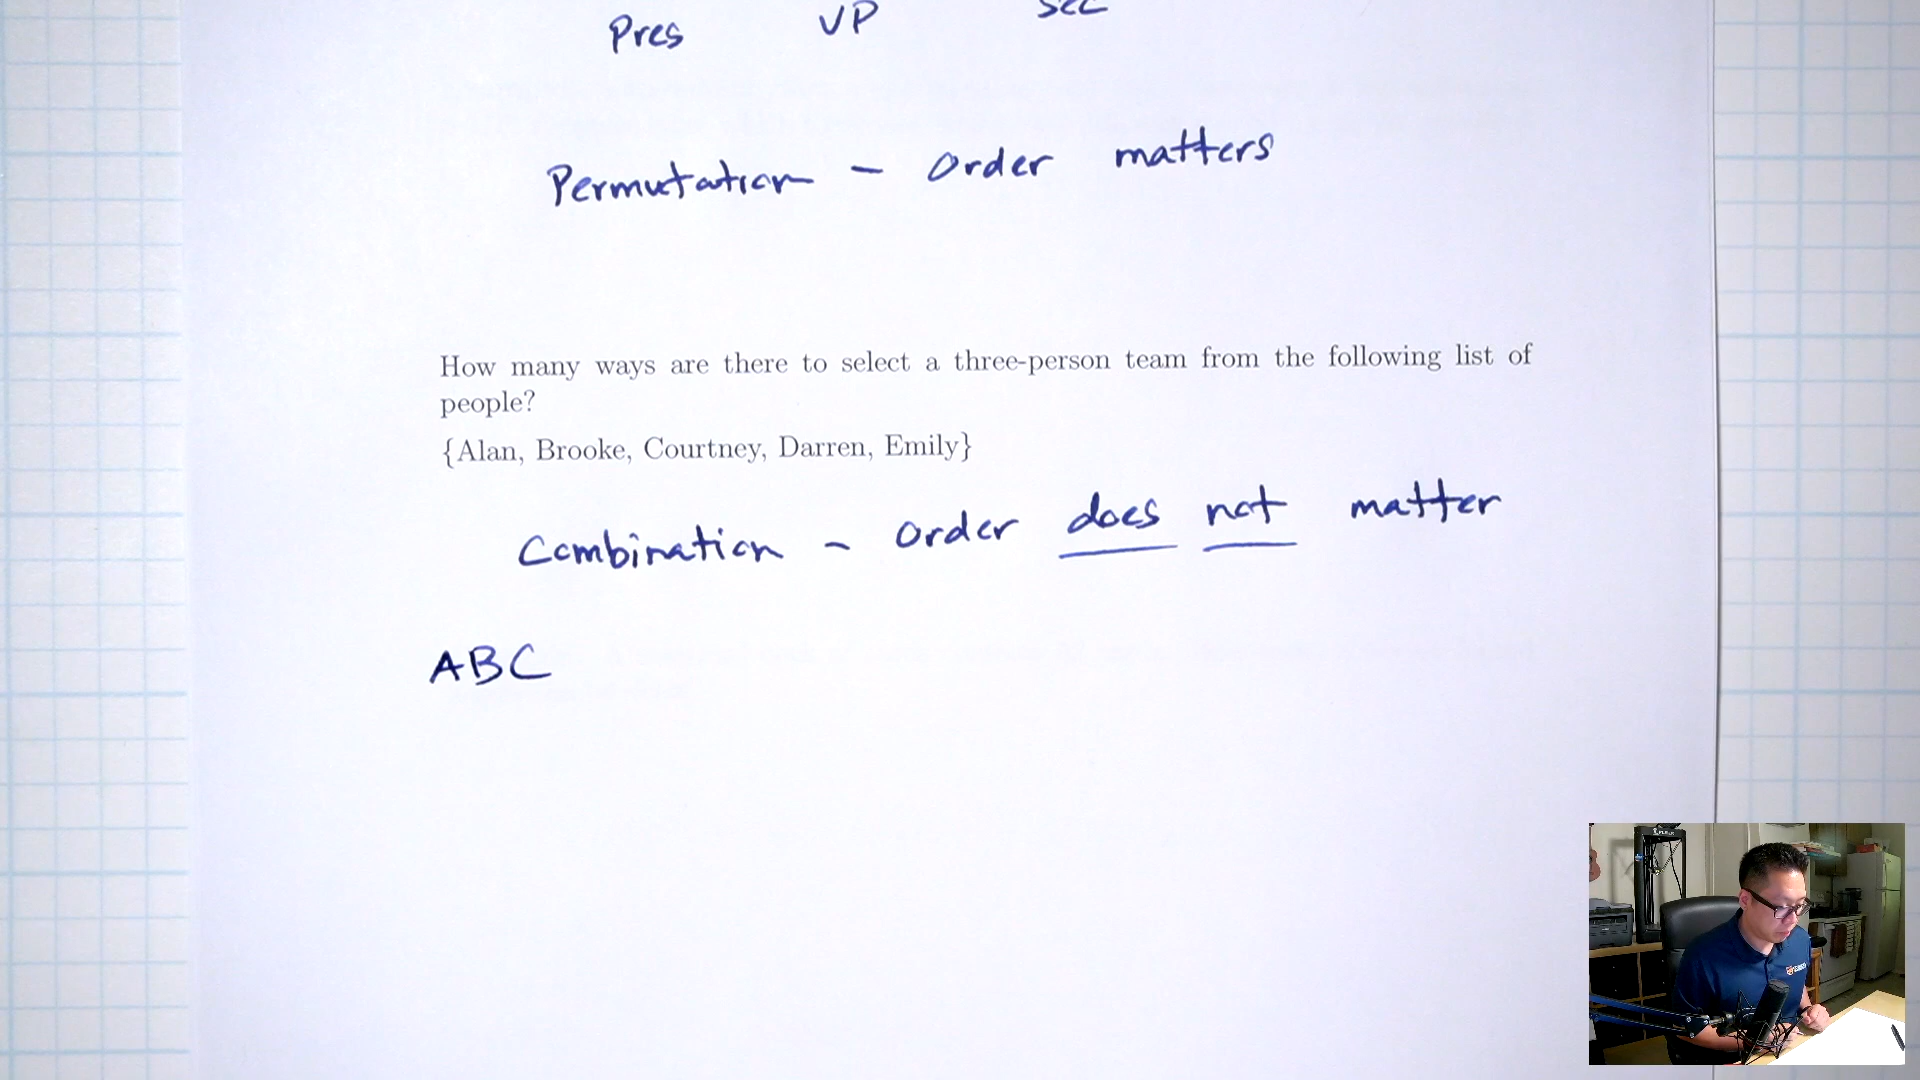 Pres VP Sec
Permutation - Order matters
How many ways are there to select a three-person team from the following list of
people?
{Alan, Brooke, Courtney, Darren, Emily}
Combination - Order does not matter
ABC